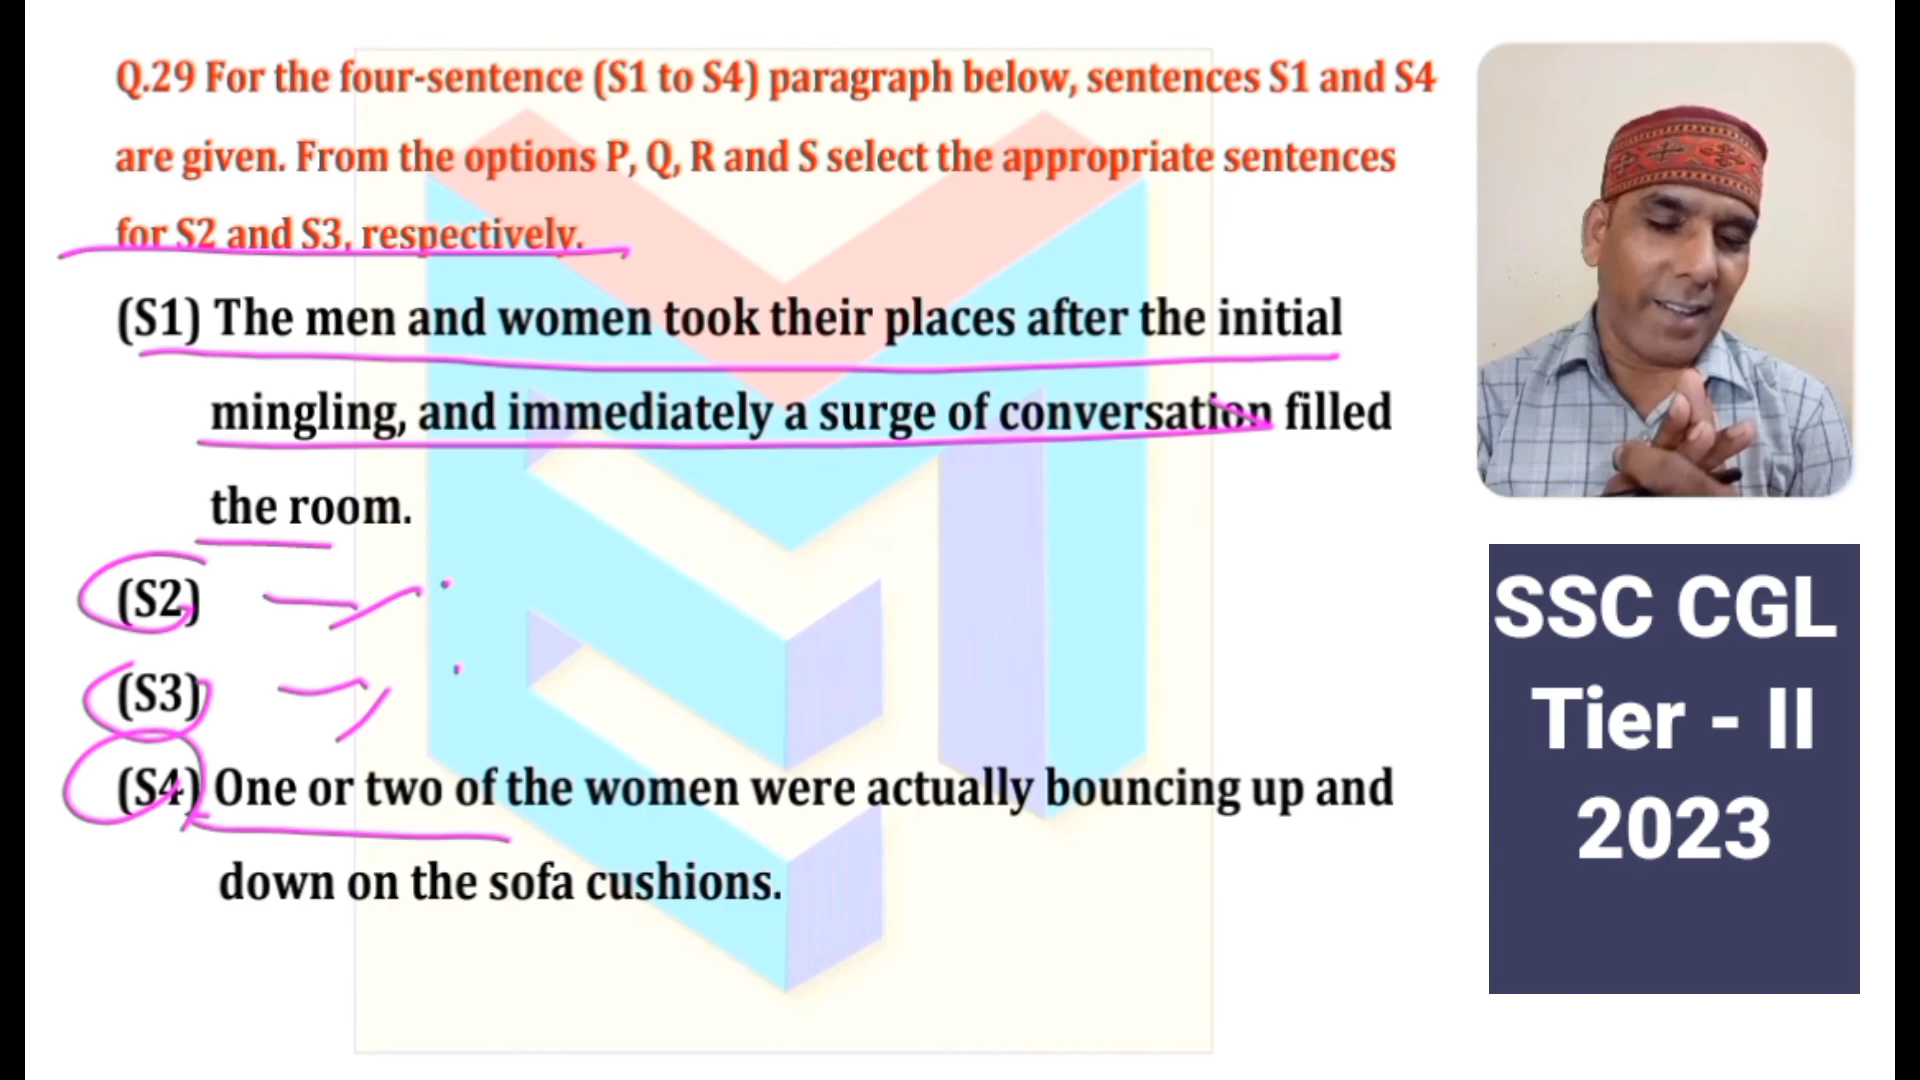 Q.29 For the four-sentence (S1 to S4) paragraph below, sentences S1 and S4
are given. From the options P, Q, R and S select the appropriate sentences
for S2 and S3, respectively.
(S1) The men and women took their places after the initial
mingling, and immediately a surge of conversation filled
the room.
(S2)
(S3)
(S4) One or two of the women were actually bouncing up and
down on the sofa cushions.
SSC CGL
Tier - II
2023